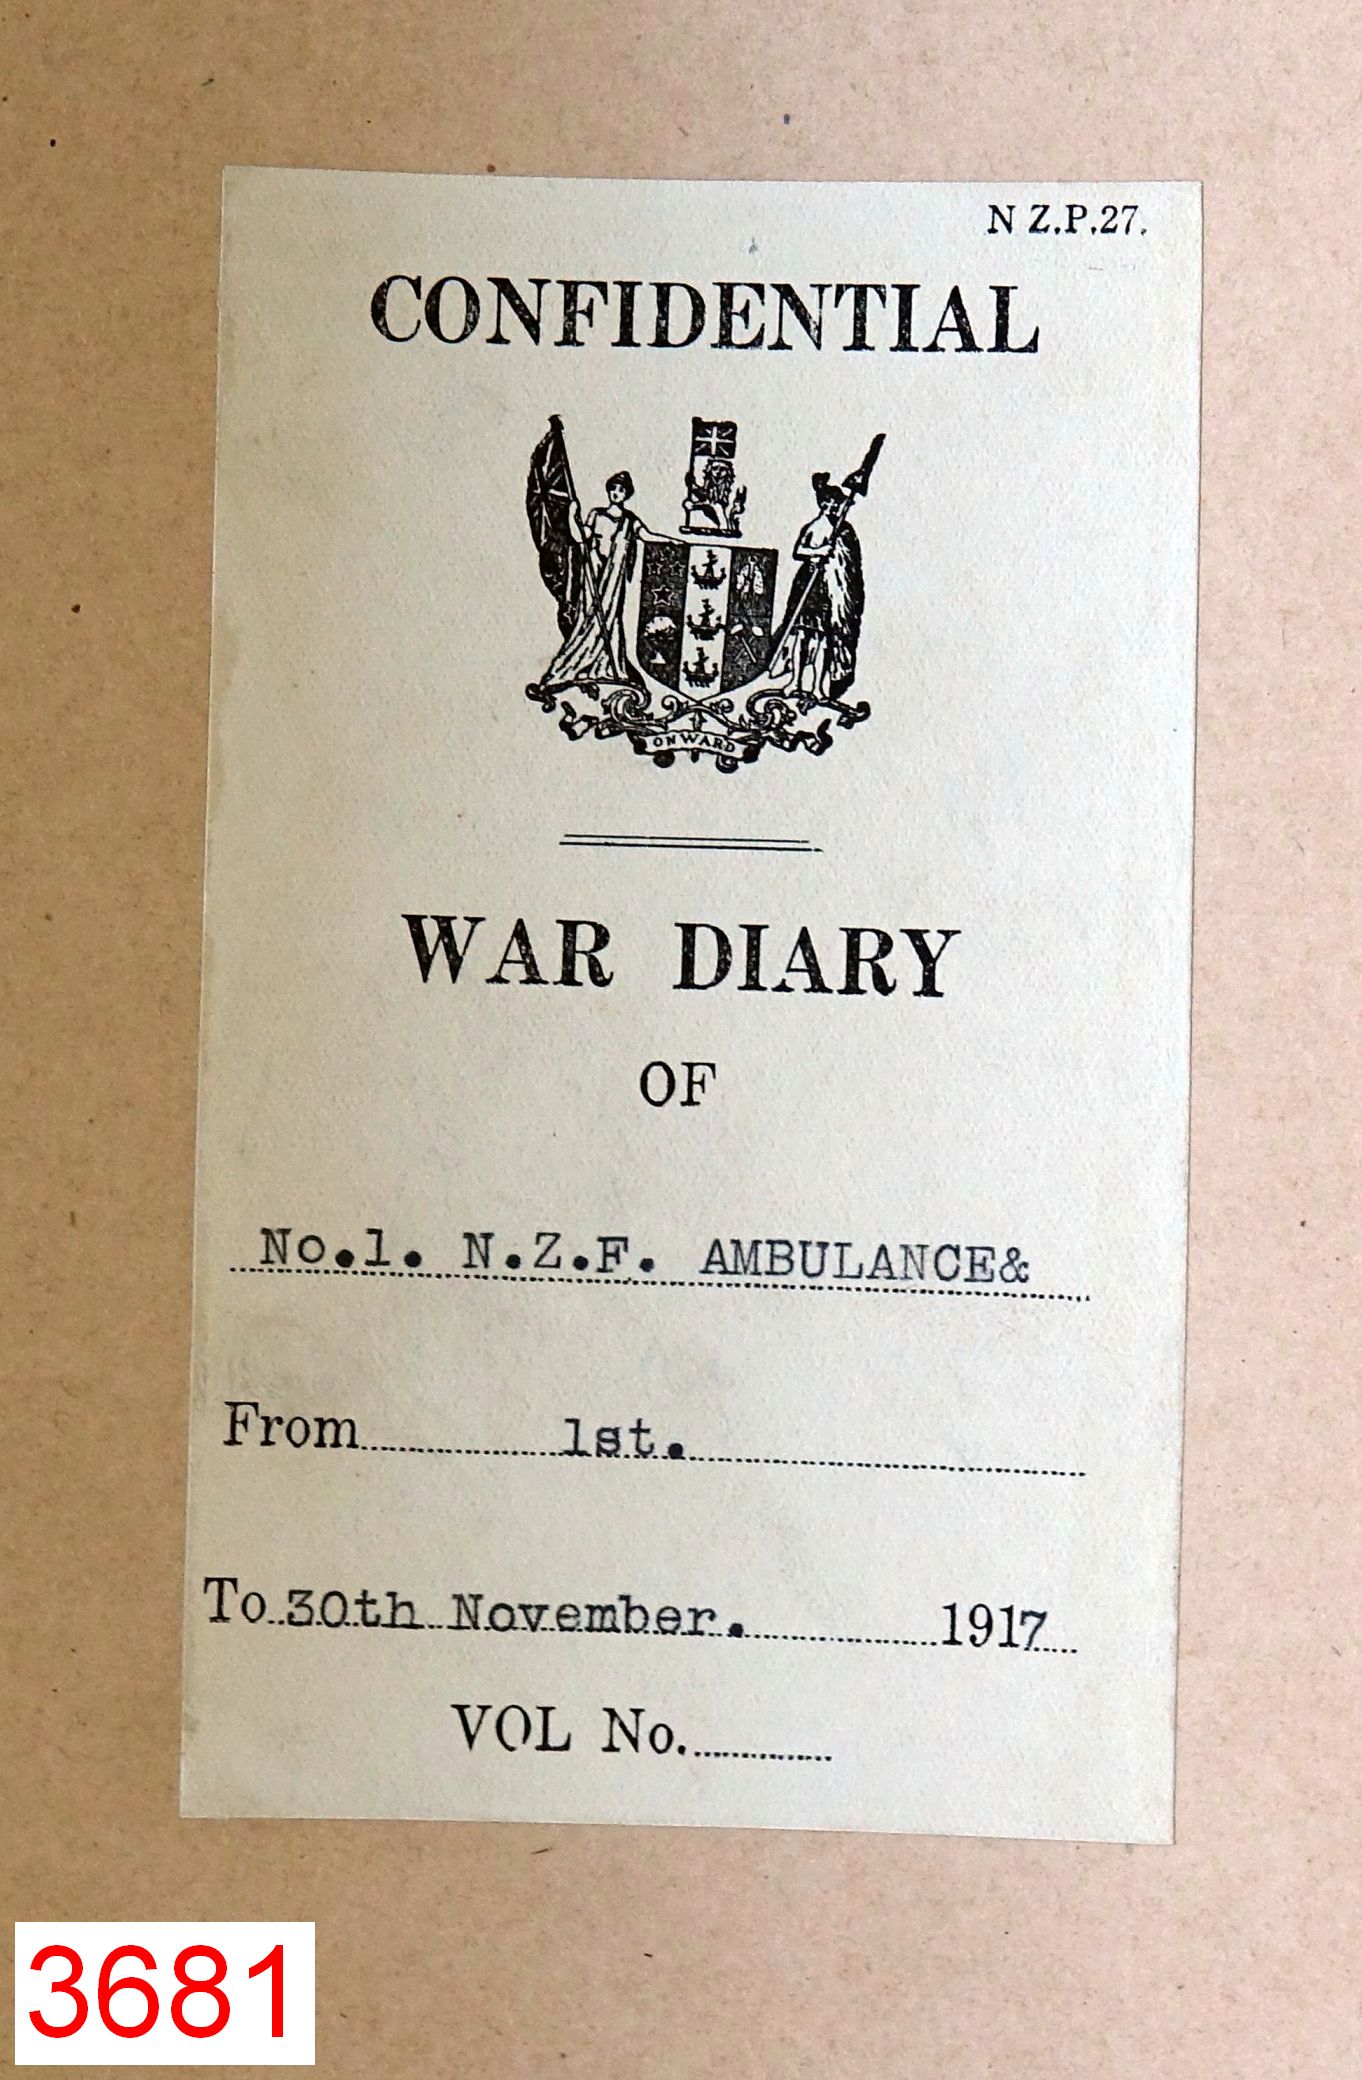 N Z.P.27.
CONFIDENTIAL
ONWARD
WAR DIARY
OF
No.1. N.Z.F. AMBULANCE&
From 1st.
To 30th November. 1917
VOL No.
3681